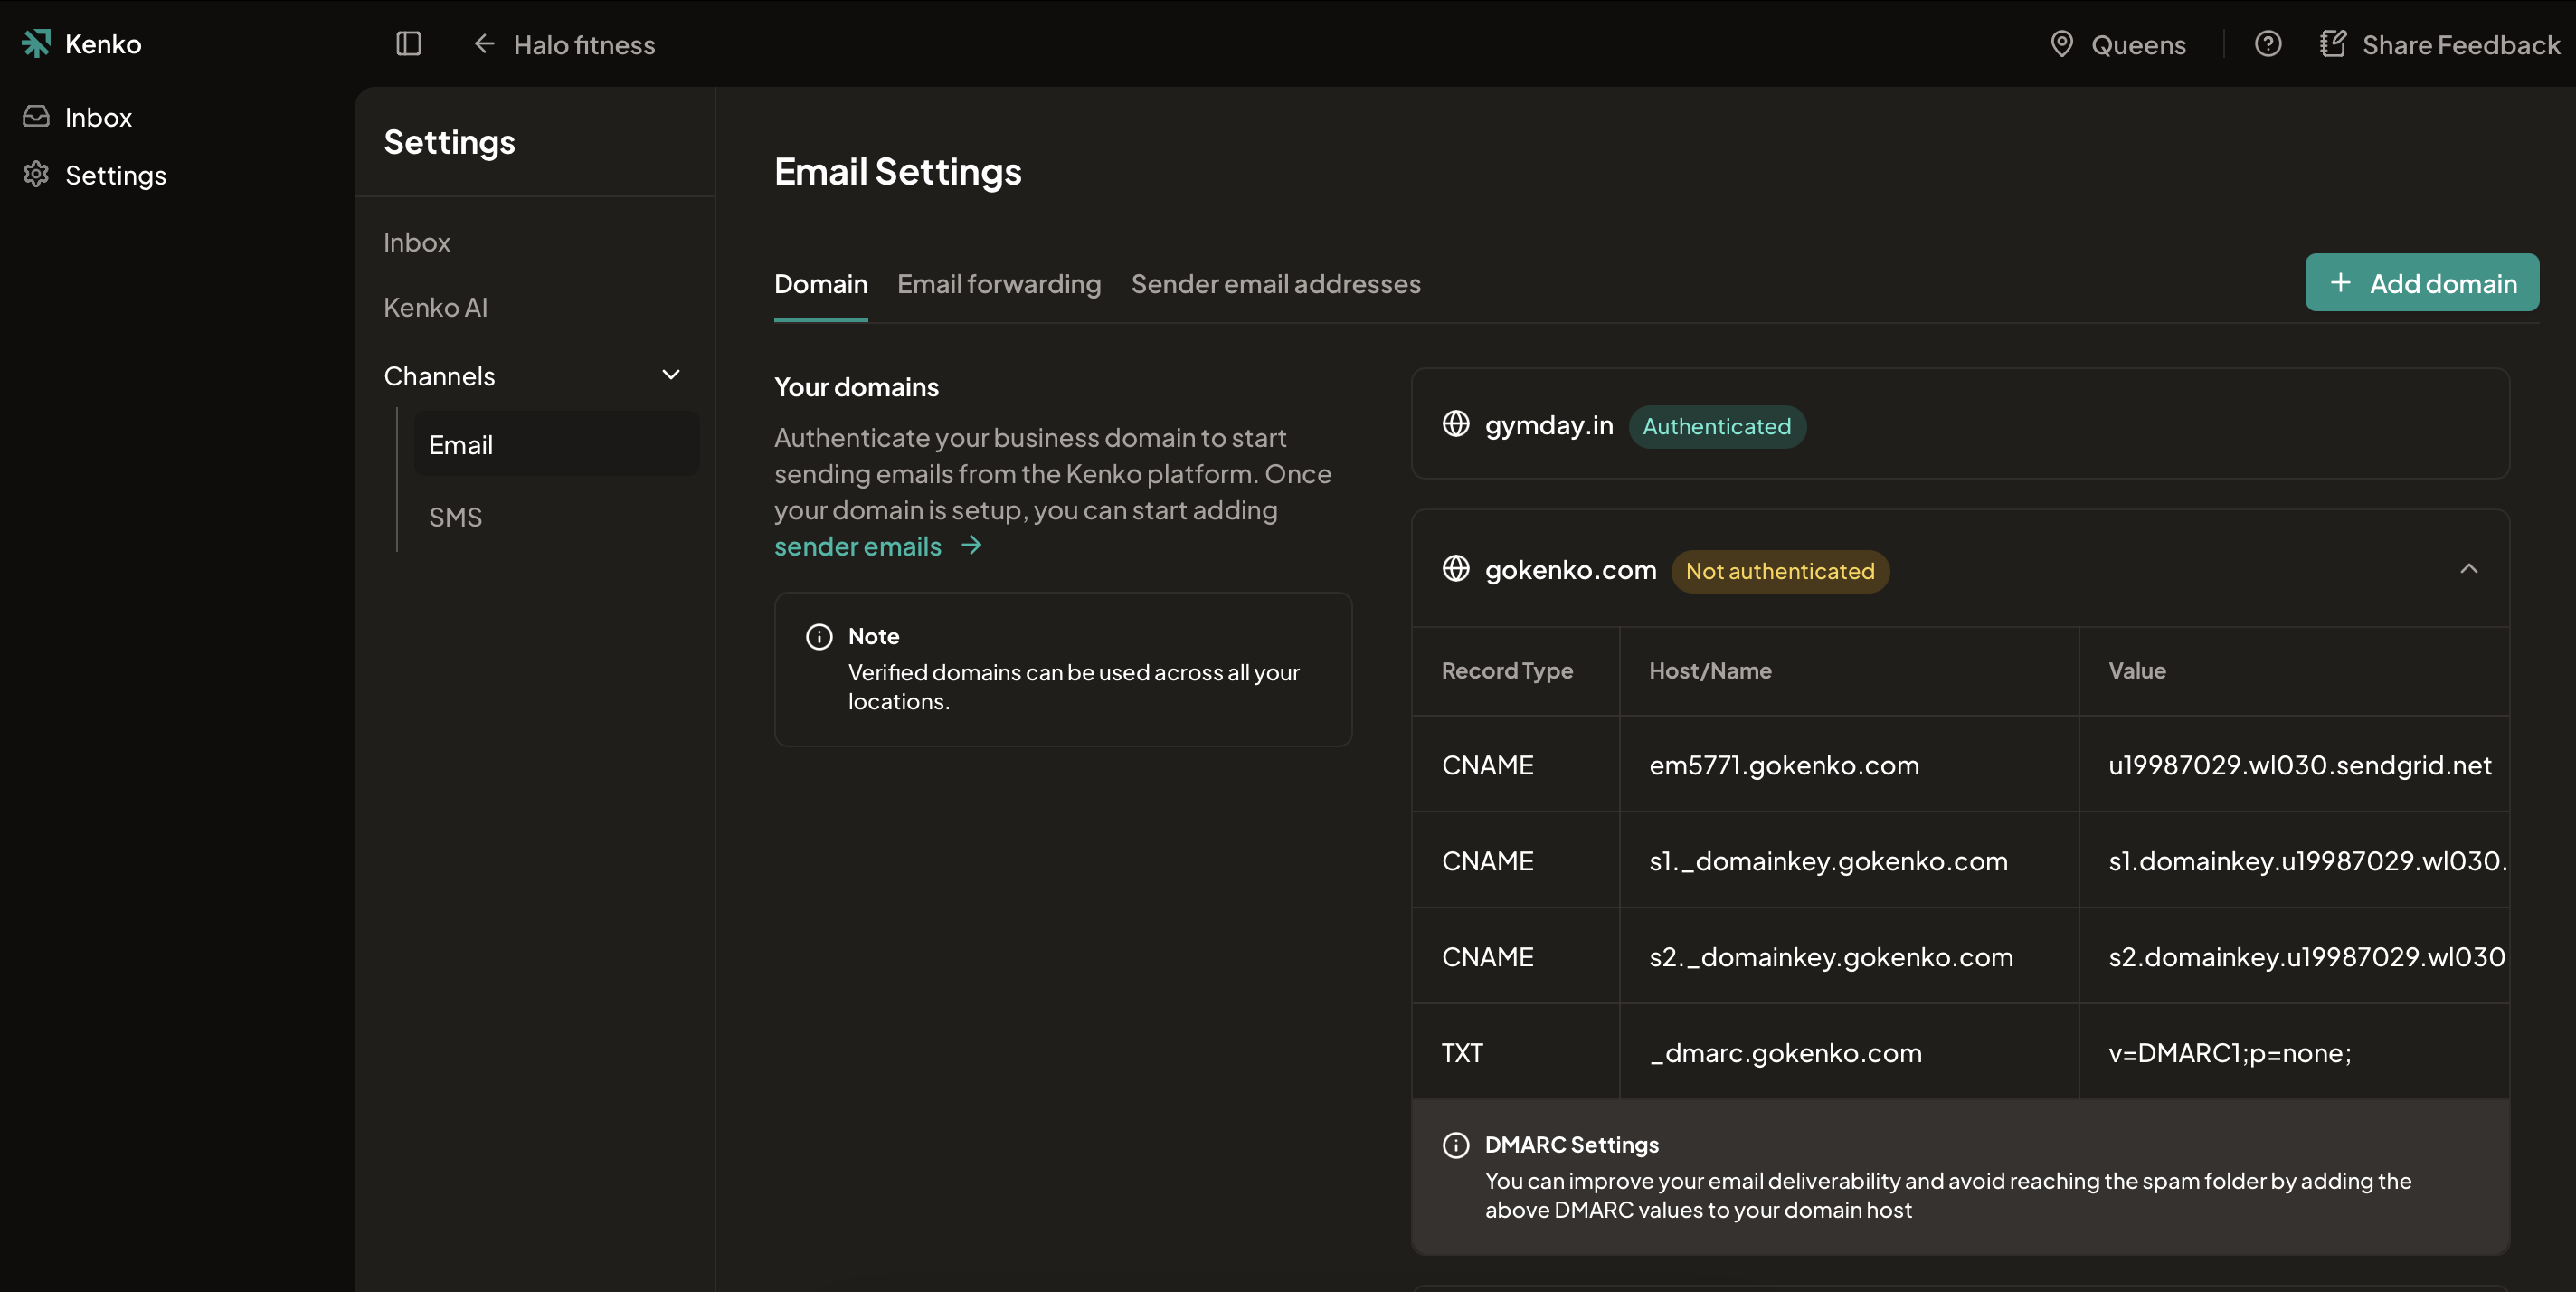 Kenko
Halo fitness
Queens
Share Feedback
Inbox
Settings
Settings
Inbox
Kenko AI
Channels
Email
SMS
Email Settings
Domain
Email forwarding
Sender email addresses
+ Add domain
Your domains
Authenticate your business domain to start
sending emails from the Kenko platform. Once
your domain is setup, you can start adding
sender emails →
Note
Verified domains can be used across all your
locations.
gymday.in Authenticated
gokenko.com Not authenticated
Record Type Host/Name Value
CNAME em5771.gokenko.com u19987029.wl030.sendgrid.net
CNAME s1._domainkey.gokenko.com s1.domainkey.u19987029.wl030.
CNAME s2._domainkey.gokenko.com s2.domainkey.u19987029.wl030
TXT _dmarc.gokenko.com v=DMARC1;p=none;
DMARC Settings
You can improve your email deliverability and avoid reaching the spam folder by adding the
above DMARC values to your domain host